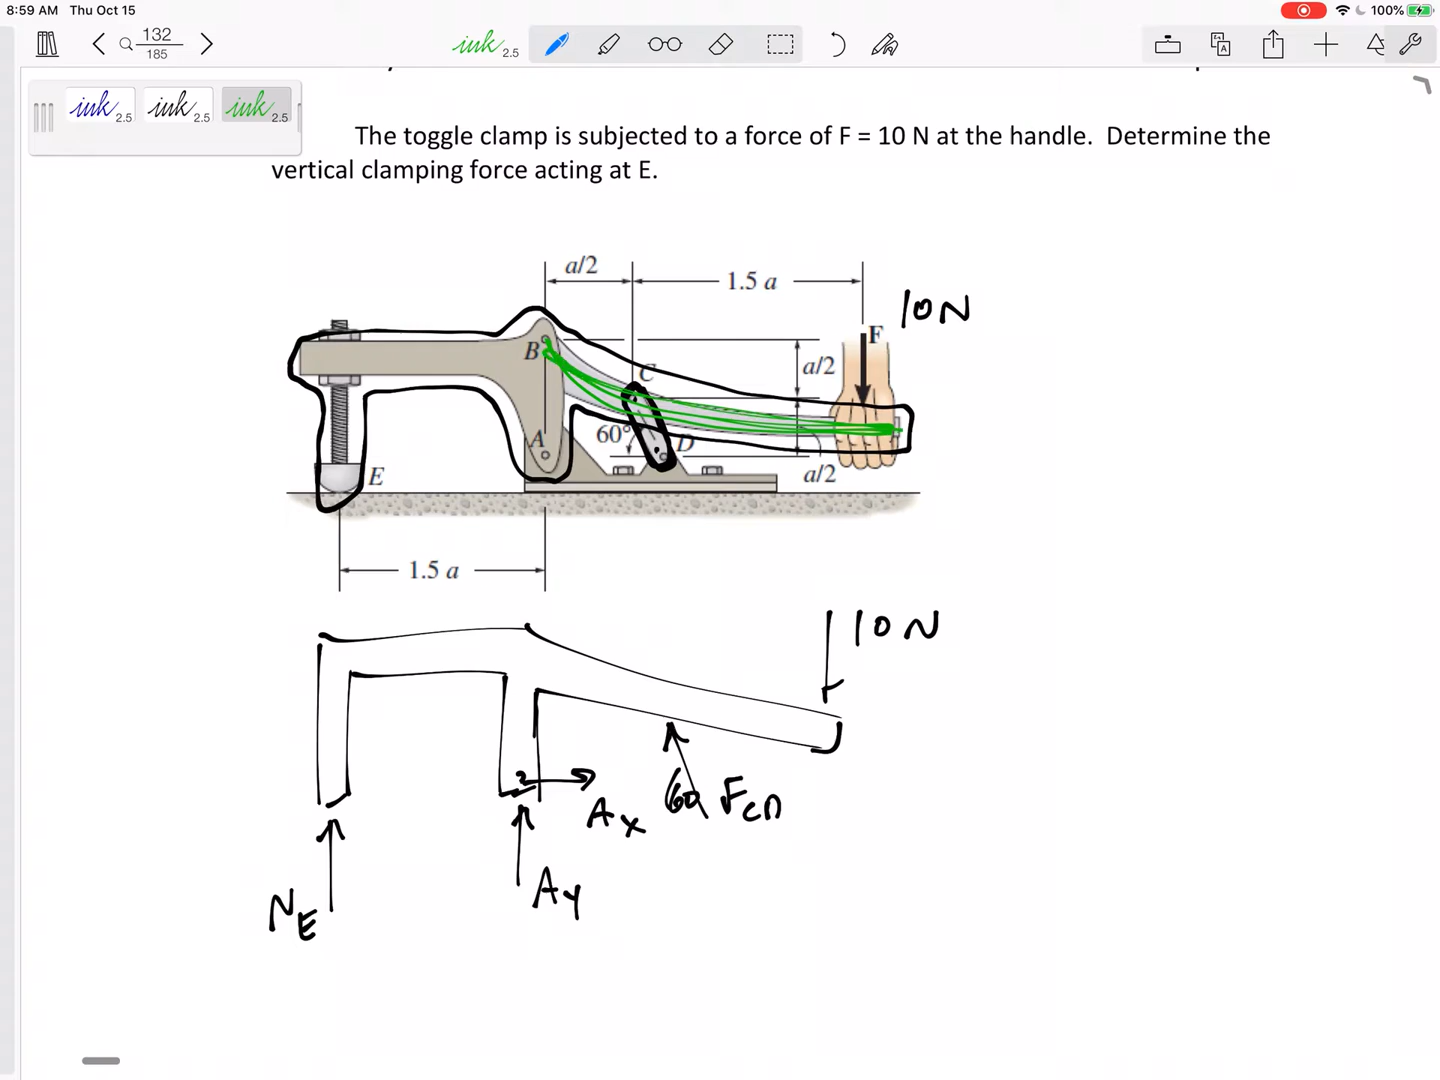 8:59 AM Thu Oct 15
100%
132
185
ink 2.5
ink 2.5
ink 2.5
ink 2.5
The toggle clamp is subjected to a force of F = 10 N at the handle. Determine the
vertical clamping force acting at E.
a/2
1.5 a
10 N
F
B
C
a/2
A
60°
D
E
a/2
1.5 a
10 N
60
FCD
Ax
Ay
NE